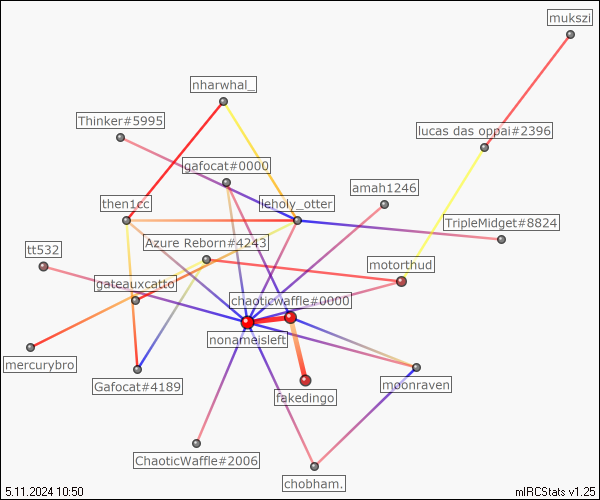 mukszi
nharwhal_
Thinker#5995
lucas das oppai#2396
gafocat#0000
amah1246
then1cc
leholy_otter
TripleMidget#8824
Azure Reborn#4243
tt532
motorthud
gateauxcatto
chaoticwaffle#0000
nonameisleft
mercurybro
Gafocat#4189
moonraven
fakedingo
ChaoticWaffle#2006
chobham.
5.11.2024 10:50
mIRCStats v1.25